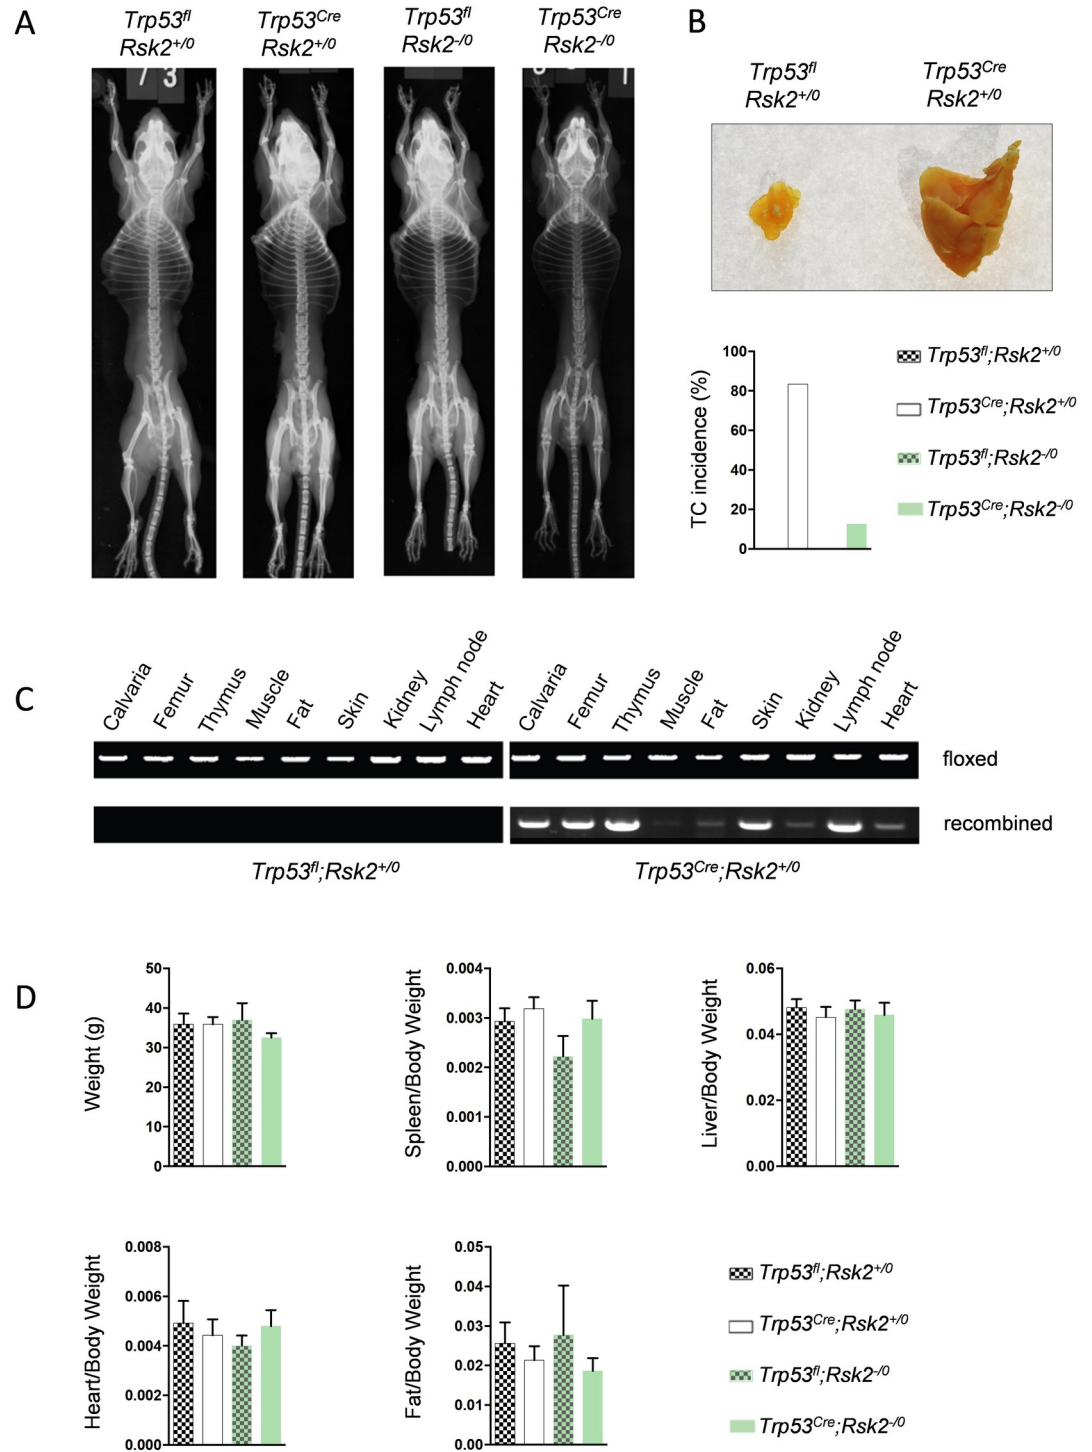 A
Trp53fl
Rsk2+/0
Trp53Cre
Rsk2+/0
Trp53fl
Rsk2-/0
Trp53Cre
Rsk2-/0
7 3
1
B
Trp53fl
Rsk2+/0
Trp53Cre
Rsk2+/0
TC incidence (%)
100
80
60
40
20
0
Trp53fl;Rsk2+/0
Trp53Cre;Rsk2+/0
Trp53fl;Rsk2-/0
Trp53Cre;Rsk2-/0
C
Calvaria
Femur
Thymus
Muscle
Fat
Skin
Kidney
Lymph node
Heart
Calvaria
Femur
Thymus
Muscle
Fat
Skin
Kidney
Lymph node
Heart
floxed
recombined
Trp53fl;Rsk2+/0
Trp53Cre;Rsk2+/0
D
Weight (g)
50
40
30
20
10
0
Spleen/Body Weight
0.004
0.003
0.002
0.001
0.000
Liver/Body Weight
0.06
0.04
0.02
0.00
Heart/Body Weight
0.008
0.006
0.004
0.002
0.000
Fat/Body Weight
0.05
0.04
0.03
0.02
0.01
0.00
Trp53fl;Rsk2+/0
Trp53Cre;Rsk2+/0
Trp53fl;Rsk2-/0
Trp53Cre;Rsk2-/0